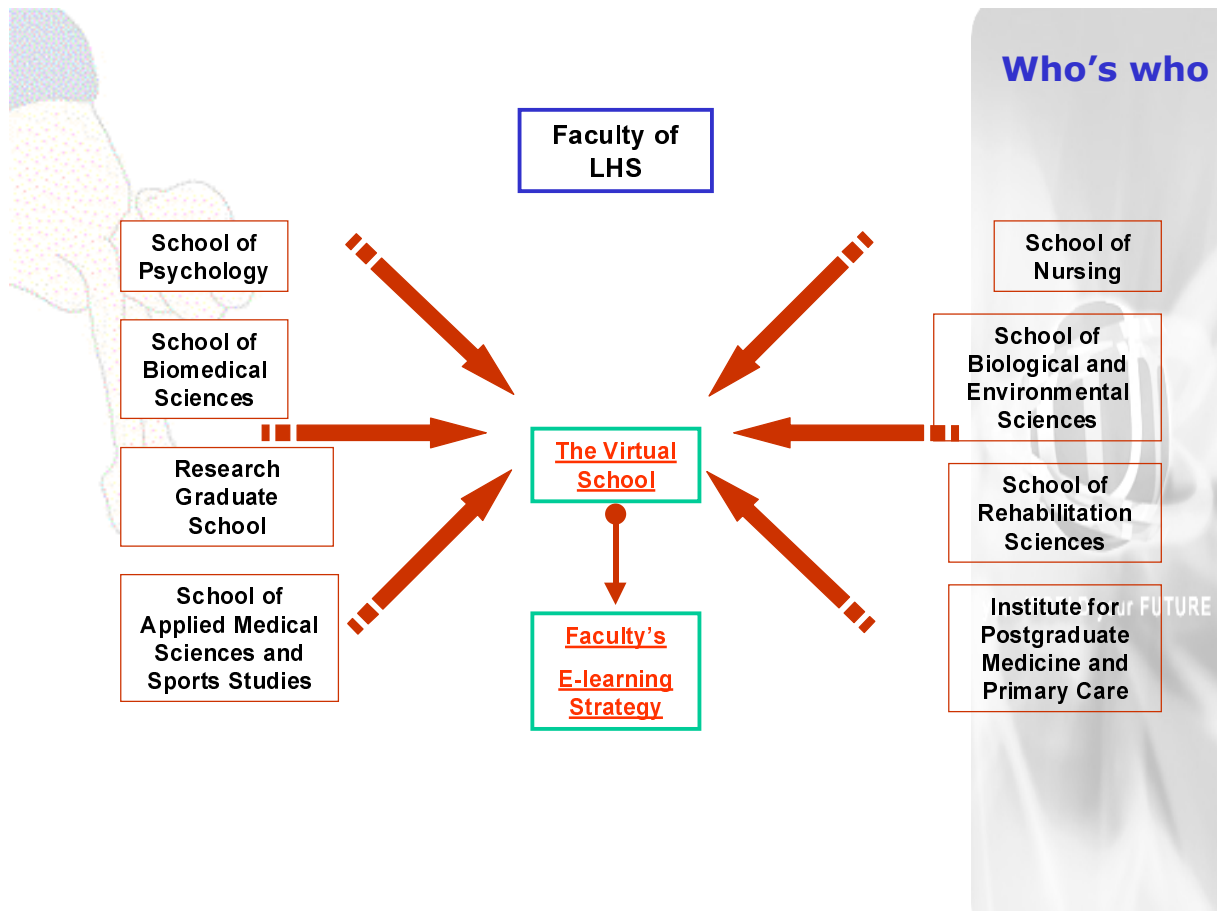 Who's who
Faculty of
LHS
School of
Psychology
School of
Biomedical
Sciences
Research
Graduate
School
School of
Applied Medical
Sciences and
Sports Studies
The Virtual
School
Faculty’s
E-learning
Strategy
School of
Nursing
School of
Biological and
Environmental
Sciences
School of
Rehabilitation
Sciences
Institute for
Postgraduate
Medicine and
Primary Care
FUTURE